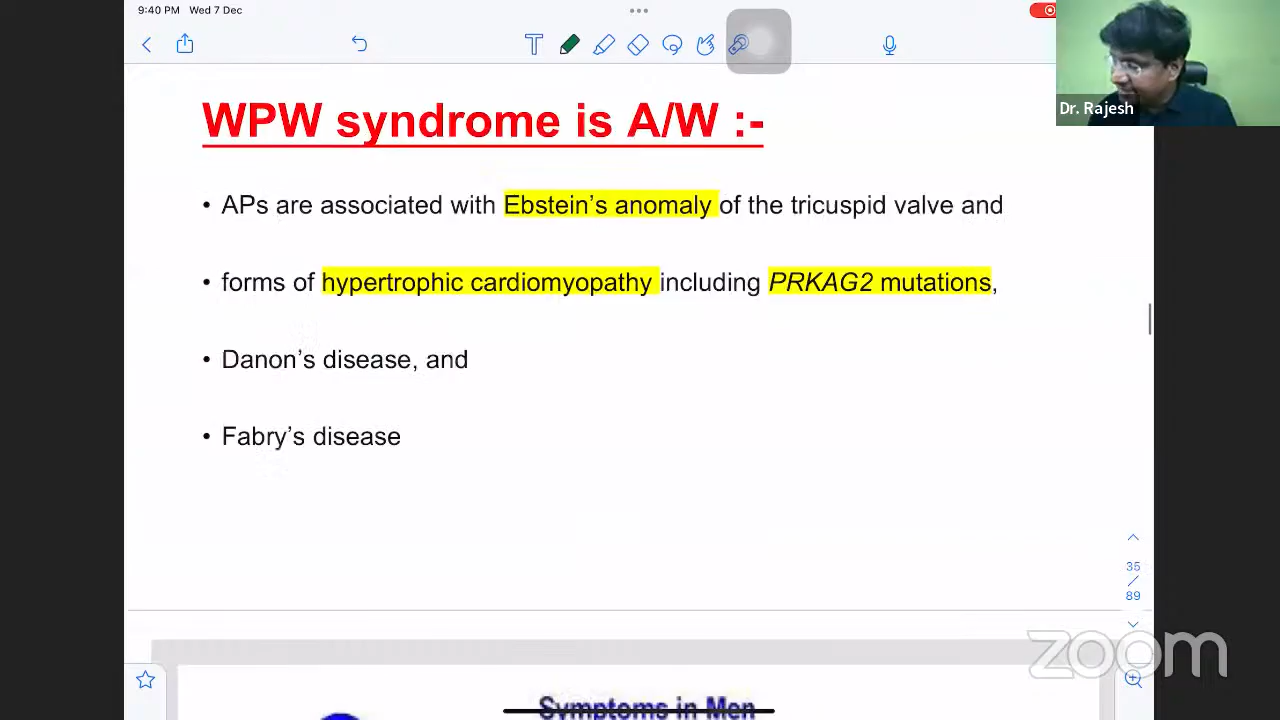 9:40 PM Wed 7 Dec
Dr. Rajesh
WPW syndrome is A/W :-
• APs are associated with Ebstein’s anomaly of the tricuspid valve and
• forms of hypertrophic cardiomyopathy including PRKAG2 mutations,
• Danon’s disease, and
• Fabry’s disease
35
/
89
zoom
Symptoms in Men